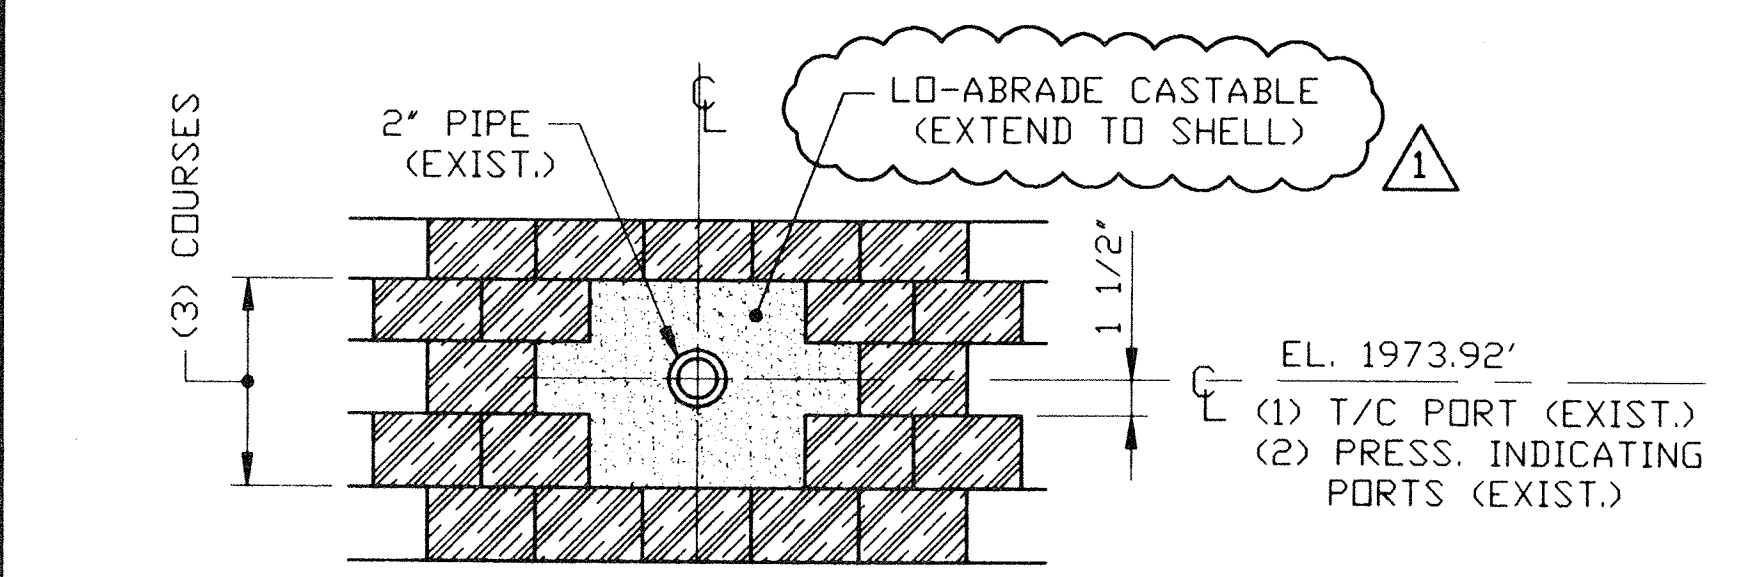 (3) COURSES
2" PIPE
(EXIST.)
CL
LO-ABRADE CASTABLE
(EXTEND TO SHELL)
1
1 1/2"
EL. 1973.92'
CL
(1) T/C PORT (EXIST.)
(2) PRESS. INDICATING
PORTS (EXIST.)